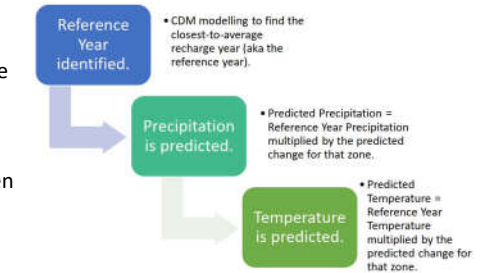 Reference
Year
identified.
• CDM modelling to find the
closest-to-average
recharge year (aka the
reference year).
e
Precipitation
is predicted.
• Predicted Precipitation =
Reference Year Precipitation
multiplied by the predicted
change for that zone.
en
Temperature
is predicted.
• Predicted
Temperature =
Reference Year
Temperature
multiplied by the
predicted change for
that zone.